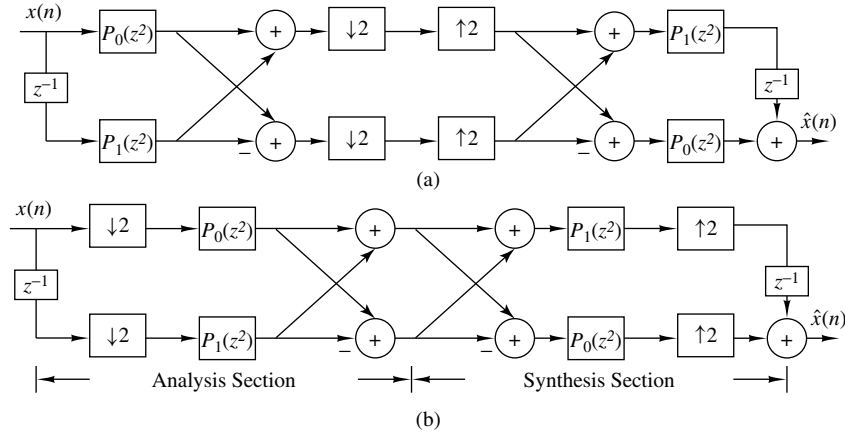 x(n) P₀(z²) + ↓2 ↑2 + P₁(z²)
z⁻¹ z⁻¹
x̂(n)
P₁(z²) − + ↓2 ↑2 − + P₀(z²) +
(a)
x(n) ↓2 P₀(z²) + + P₁(z²) ↑2
z⁻¹ z⁻¹
x̂(n)
↓2 P₁(z²) − + − + P₀(z²) ↑2 +
Analysis Section Synthesis Section
(b)